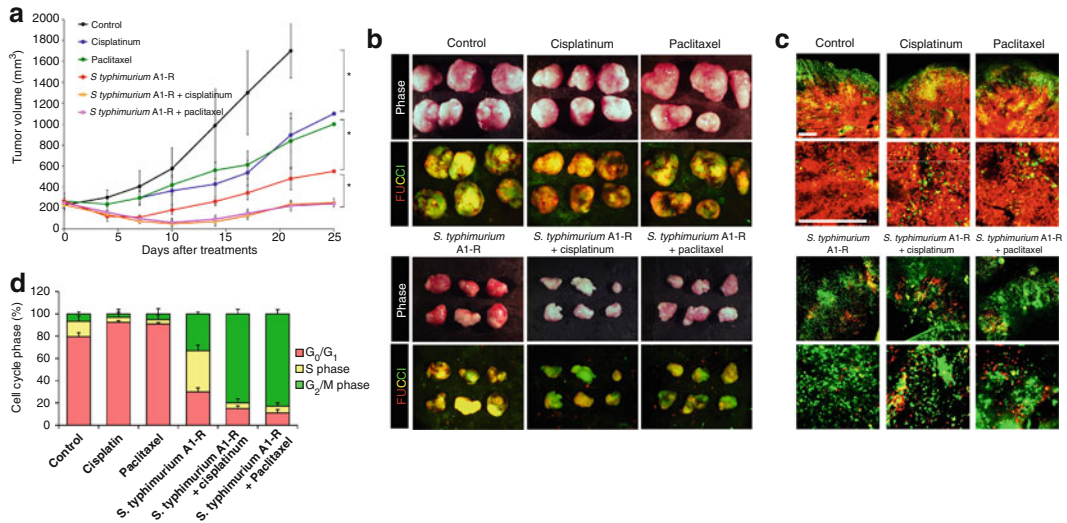 a
Tumor volume (mm3)
2000
1800
1600
1400
1200
1000
800
600
400
200
0
Control
Cisplatinum
Paclitaxel
S typhimurium A1-R
S typhimurium A1-R + cisplatinum
S typhimurium A1-R + paclitaxel
*
*
*
0 5 10 15 20 25
Days after treatments
b
Control Cisplatinum Paclitaxel
Phase
FUCCI
S. typhimurium A1-R
S. typhimurium A1-R + cisplatinum
S. typhimurium A1-R + paclitaxel
Phase
FUCCI
c
Control Cisplatinum Paclitaxel
S. typhimurium A1-R
S. typhimurium A1-R + cisplatinum
S. typhimurium A1-R + paclitaxel
d
Cell cycle phase (%)
120
100
80
60
40
20
0
G0/G1
S phase
G2/M phase
Control
Cisplatin
Paclitaxel
S. typhimurium A1-R
S. typhimurium A1-R + cisplatinum
S. typhimurium A1-R + Paclitaxel